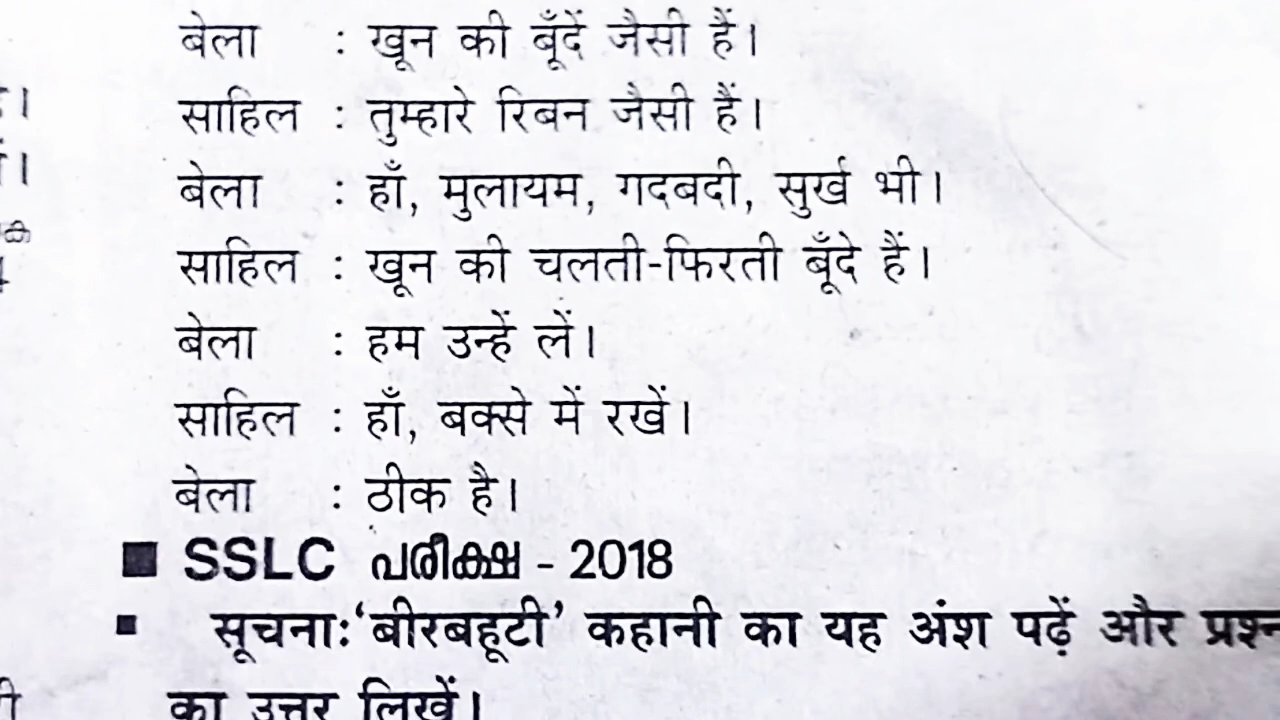 बेला : खून की बूँदें जैसी हैं।
साहिल : तुम्हारे रिबन जैसी हैं।
बेला : हाँ, मुलायम, गदबदी, सुर्ख भी।
साहिल : खून की चलती-फिरती बूँदे हैं।
बेला : हम उन्हें लें।
साहिल : हाँ, बक्से में रखें।
बेला : ठीक है।
■ SSLC പരീക്ഷ - 2018
▪ सूचना: ‘बीरबहूटी’ कहानी का यह अंश पढ़ें और प्रश्न
का उत्तर लिखें।